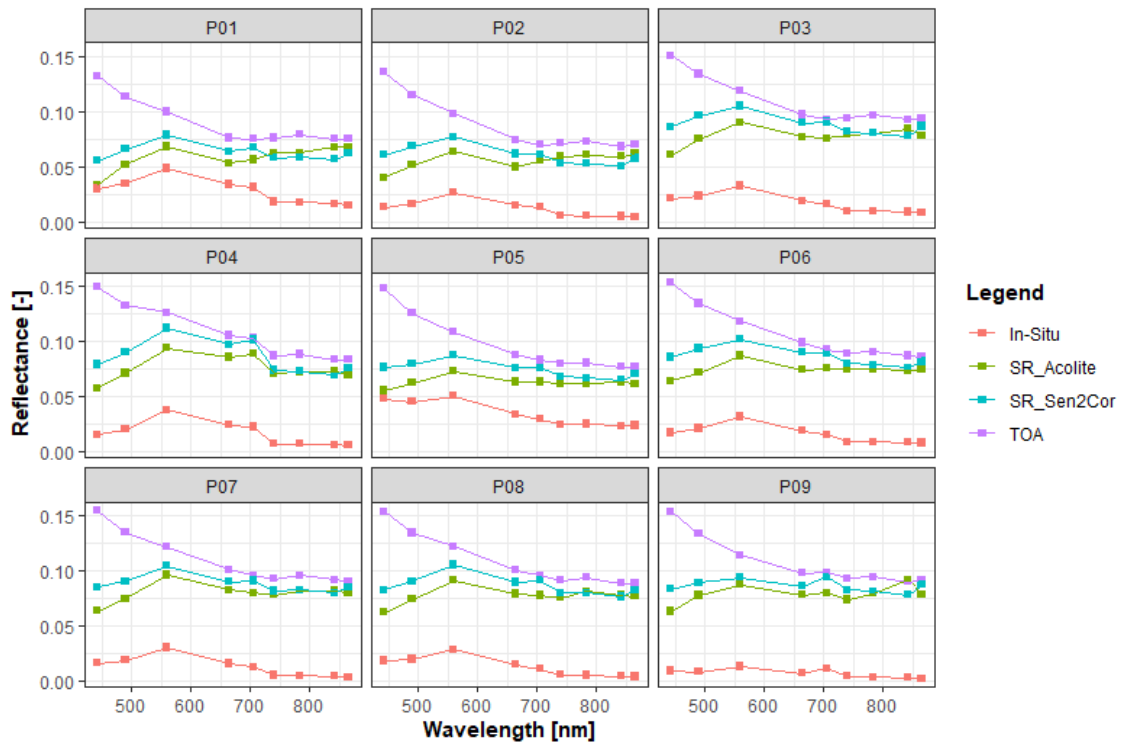 P01 P02 P03
0.15
0.10
0.05
0.00
P04 P05 P06
0.15
0.10
0.05
0.00
P07 P08 P09
0.15
0.10
0.05
0.00
500 600 700 800 500 600 700 800 500 600 700 800
Wavelength [nm]
Reflectance [-]
Legend
In-Situ
SR_Acolite
SR_Sen2Cor
TOA